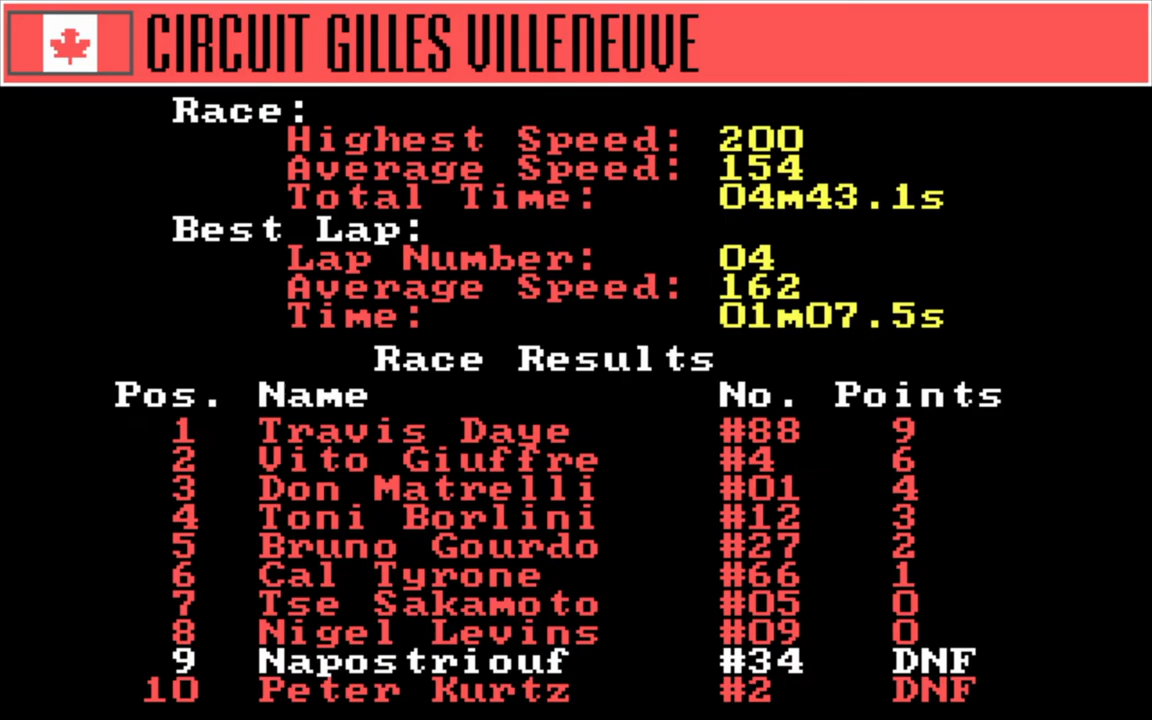 CIRCUIT GILLES VILLENEUVE
Race:
Highest Speed: 200
Average Speed: 154
Total Time: 04m43.1s
Best Lap:
Lap Number: 04
Average Speed: 162
Time: 01m07.5s
Race Results
Pos. Name No. Points
1 Travis Daye #88 9
2 Vito Giuffre #4 6
3 Don Matrelli #01 4
4 Toni Borlini #12 3
5 Bruno Gourdo #27 2
6 Cal Tyrone #66 1
7 Tse Sakamoto #05 0
8 Nigel Levins #09 0
9 Napostriouf #34 DNF
10 Peter Kurtz #2 DNF